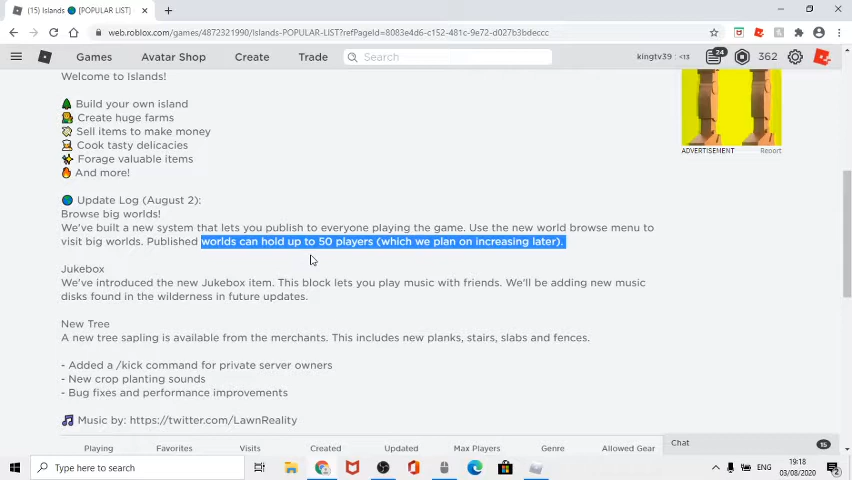 (15) Islands 🌏 [POPULAR LIST]
web.roblox.com/games/4872321990/Islands-POPULAR-LIST?refPageId=8083e4d6-c152-481c-9e72-d027b3bdeccc
Games Avatar Shop Create Trade Search kingtv39 : <13 24 362
Welcome to Islands!
Build your own island
Create huge farms
Sell items to make money
Cook tasty delicacies
Forage valuable items
And more!
ADVERTISEMENT Report
Update Log (August 2):
Browse big worlds!
We've built a new system that lets you publish to everyone playing the game. Use the new world browse menu to
visit big worlds. Published worlds can hold up to 50 players (which we plan on increasing later).
Jukebox
We've introduced the new Jukebox item. This block lets you play music with friends. We'll be adding new music
disks found in the wilderness in future updates.
New Tree
A new tree sapling is available from the merchants. This includes new planks, stairs, slabs and fences.
- Added a /kick command for private server owners
- New crop planting sounds
- Bug fixes and performance improvements
🎵 Music by: https://twitter.com/LawnReality
Playing Favorites Visits Created Updated Max Players Genre Allowed Gear
Chat 15
Type here to search
ENG
19:18
03/08/2020
2